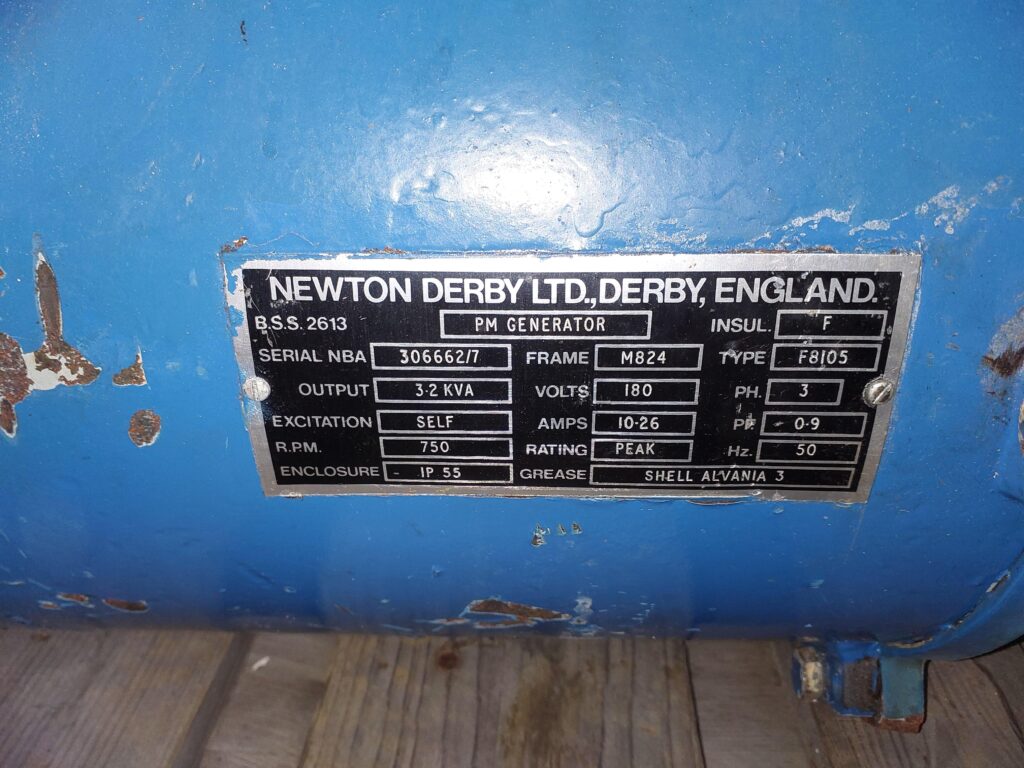 NEWTON DERBY LTD., DERBY, ENGLAND.
B.S.S. 2613 PM GENERATOR INSUL. F
SERIAL NBA 306662/7 FRAME M824 TYPE F8105
OUTPUT 3·2 KVA VOLTS 180 PH. 3
EXCITATION SELF AMPS 10·26 PF 0·9
R.P.M. 750 RATING PEAK Hz. 50
ENCLOSURE IP 55 GREASE SHELL ALVANIA 3